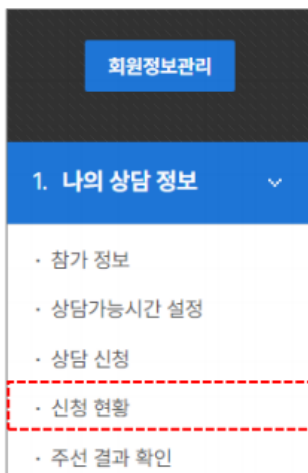 회원정보관리
1. 나의 상담 정보
· 참가 정보
· 상담가능시간 설정
· 상담 신청
· 신청 현황
· 주선 결과 확인